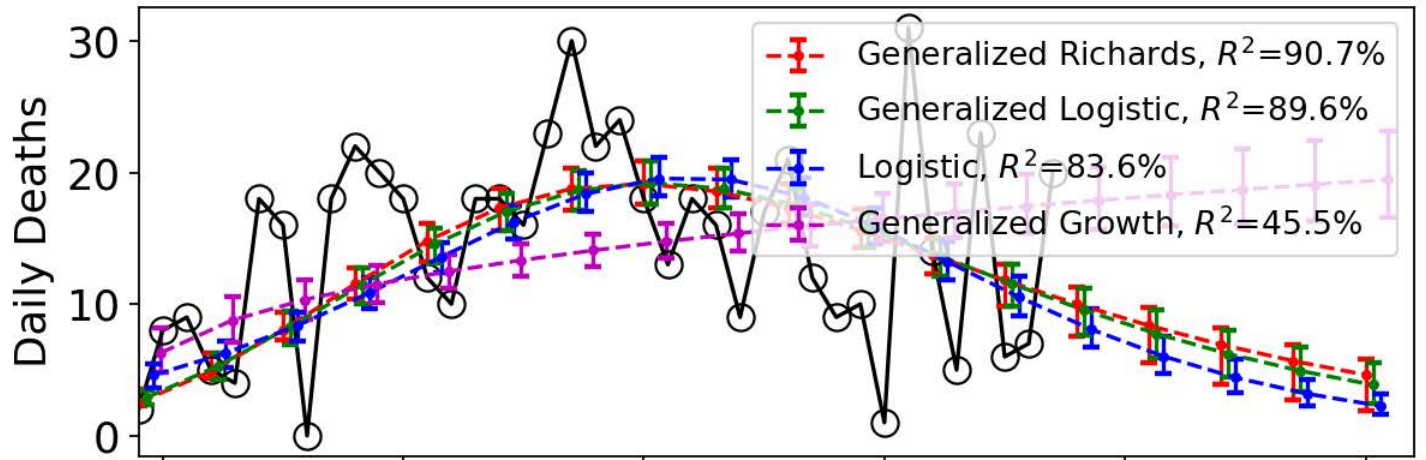 Daily Deaths
30
20
10
0
Generalized Richards, R²=90.7%
Generalized Logistic, R²=89.6%
Logistic, R²=83.6%
Generalized Growth, R²=45.5%